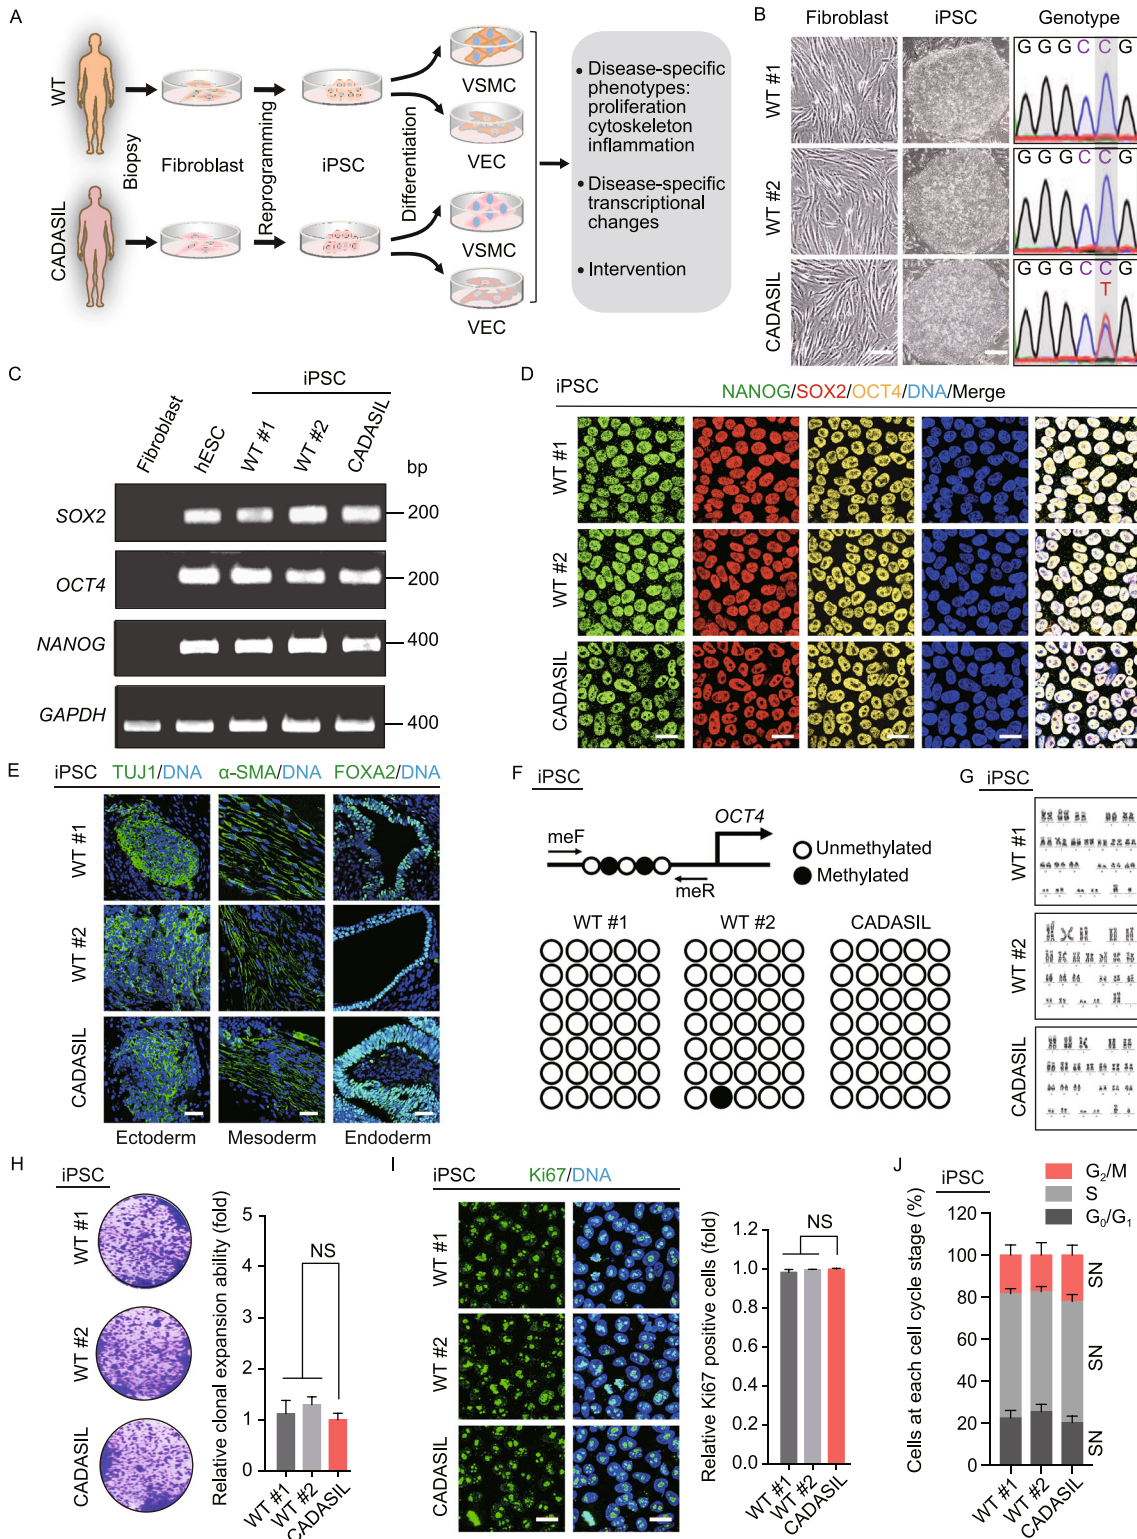 A
WT
CADASIL
Biopsy
Fibroblast
Reprogramming
iPSC
Differentiation
VSMC
VEC
VSMC
VEC
• Disease-specific
phenotypes:
proliferation
cytoskeleton
inflammation
• Disease-specific
transcriptional
changes
• Intervention
B
Fibroblast
iPSC
Genotype
WT #1
WT #2
CADASIL
G G G C C G
G G G C C G
G G G C C G
T
C
iPSC
Fibroblast
hESC
WT #1
WT #2
CADASIL
bp
SOX2
200
OCT4
200
NANOG
400
GAPDH
400
D
iPSC
NANOG/SOX2/OCT4/DNA/Merge
WT #1
WT #2
CADASIL
E
iPSC
TUJ1/DNA
α-SMA/DNA
FOXA2/DNA
WT #1
WT #2
CADASIL
Ectoderm
Mesoderm
Endoderm
F
iPSC
OCT4
meF
meR
Unmethylated
Methylated
WT #1
WT #2
CADASIL
G
iPSC
WT #1
WT #2
CADASIL
H
iPSC
WT #1
WT #2
CADASIL
Relative clonal expansion ability (fold)
5
4
3
2
1
0
NS
WT #1
WT #2
CADASIL
I
iPSC
Ki67/DNA
WT #1
WT #2
CADASIL
Relative Ki67 positive cells (fold)
1.2
1.0
0.8
0.6
0.4
0.2
0.0
NS
WT #1
WT #2
CADASIL
J
iPSC
G2/M
S
G0/G1
Cells at each cell cycle stage (%)
120
100
80
60
40
20
0
NS
NS
NS
WT #1
WT #2
CADASIL